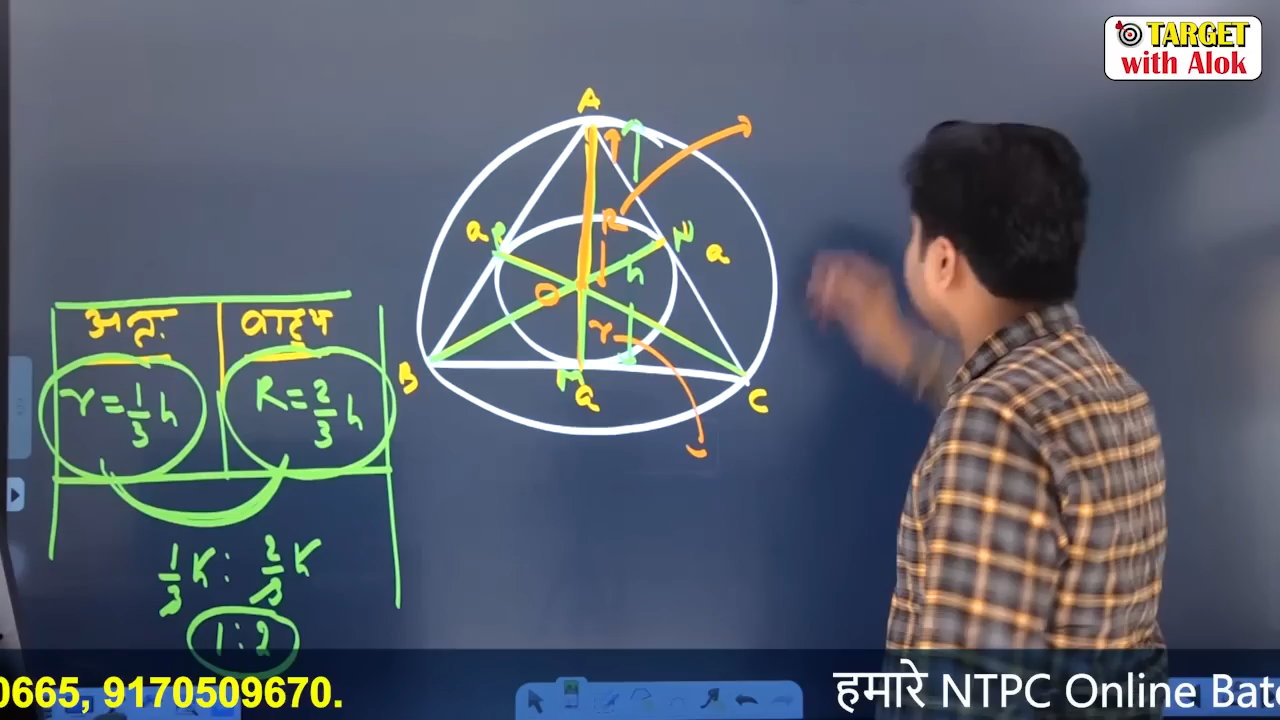 TARGET
with Alok
A
a P N a
R
h
O
r
B M C
a
अन्तः बाह्य
r = 1/3 h R = 2/3 h
1/3 h : 2/3 h
1 : 2
0665, 9170509670.
हमारे NTPC Online Batc